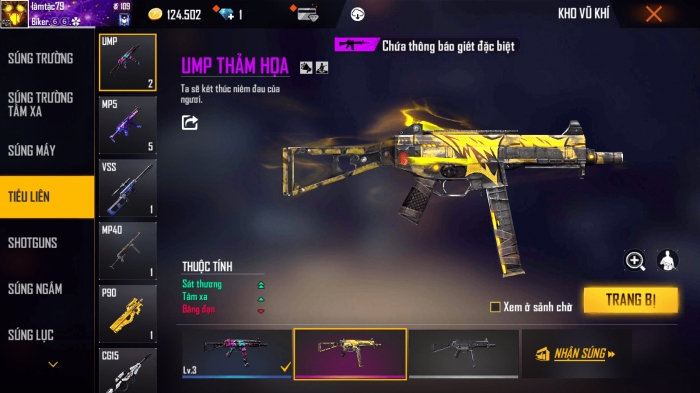 lâmtặc79
109
Biker. 6 6
124.502
1
KHO VŨ KHÍ
SÚNG TRƯỜNG
SÚNG TRƯỜNG
TẦM XA
SÚNG MÁY
TIỂU LIÊN
SHOTGUNS
SÚNG NGẮM
SÚNG LỤC
UMP
2
MP5
5
VSS
1
MP40
1
P90
1
CG15
UMP THẢM HỌA
Ta sẽ kết thúc niềm đau của
ngươi.
Chứa thông báo giết đặc biệt
THUỘC TÍNH
Sát thương
Tầm xa
Băng đạn
Xem ở sảnh chờ
TRANG BỊ
Lv.3
NHẬN SÚNG